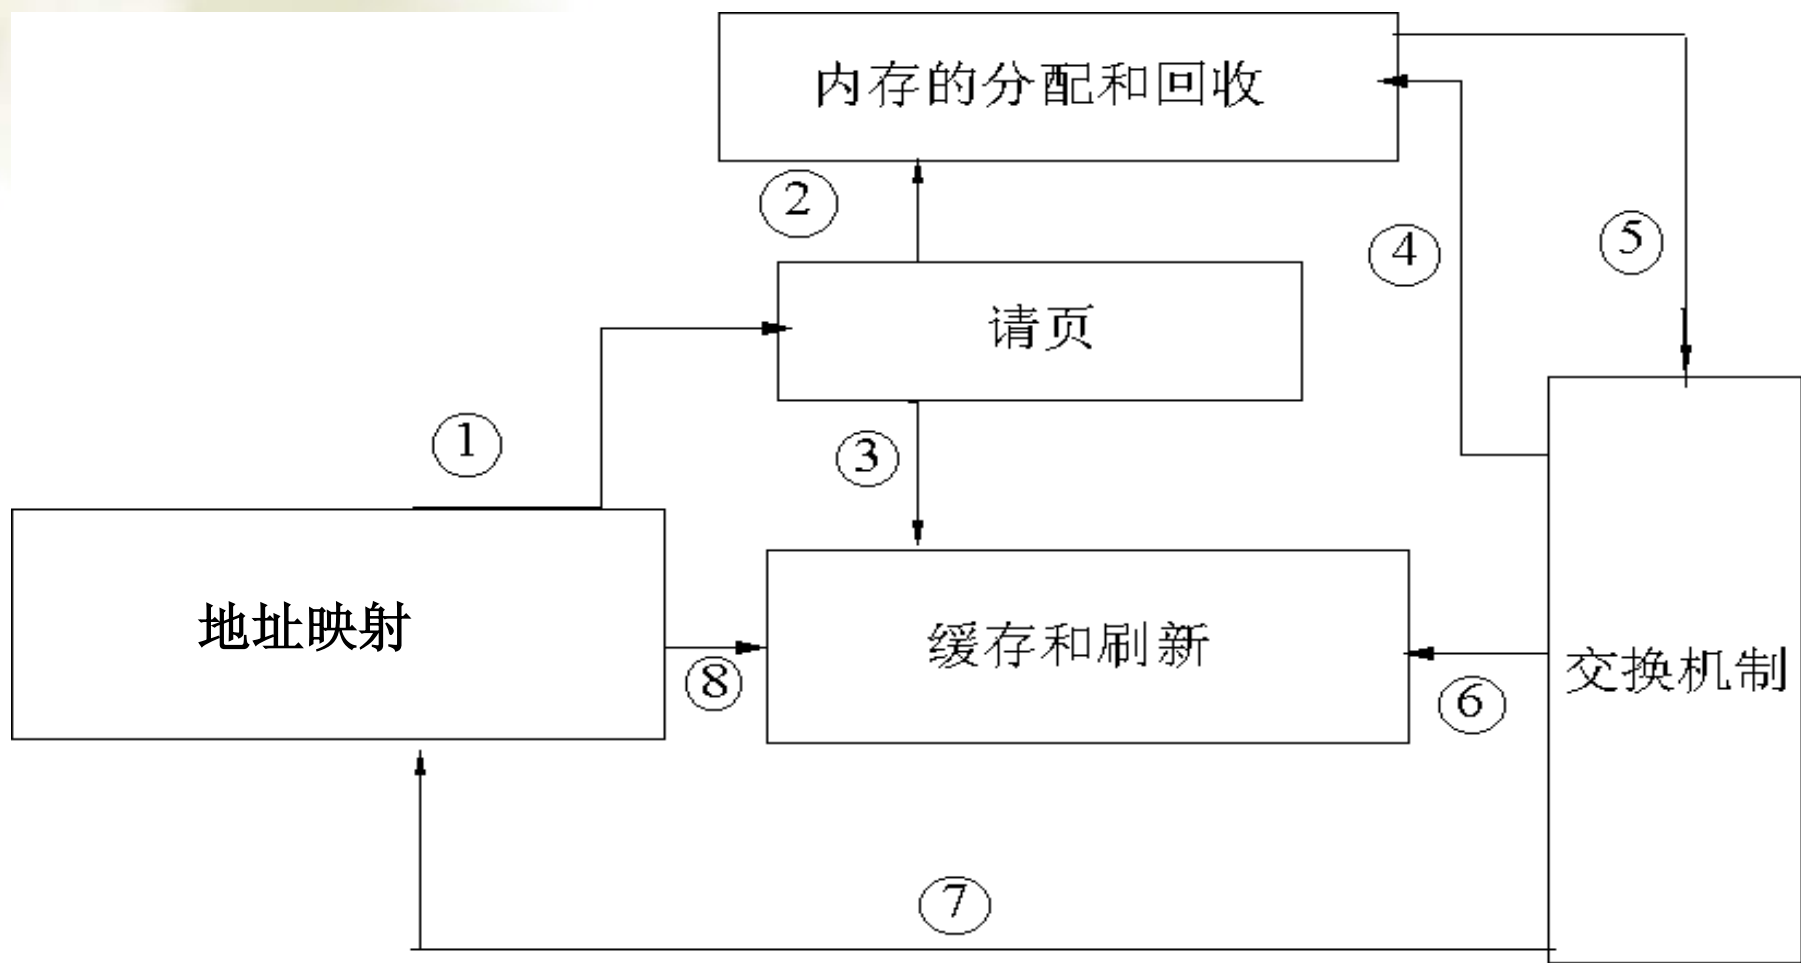 内存的分配和回收
②
④
⑤
请页
①
③
地址映射
缓存和刷新
交换机制
⑧
⑥
⑦